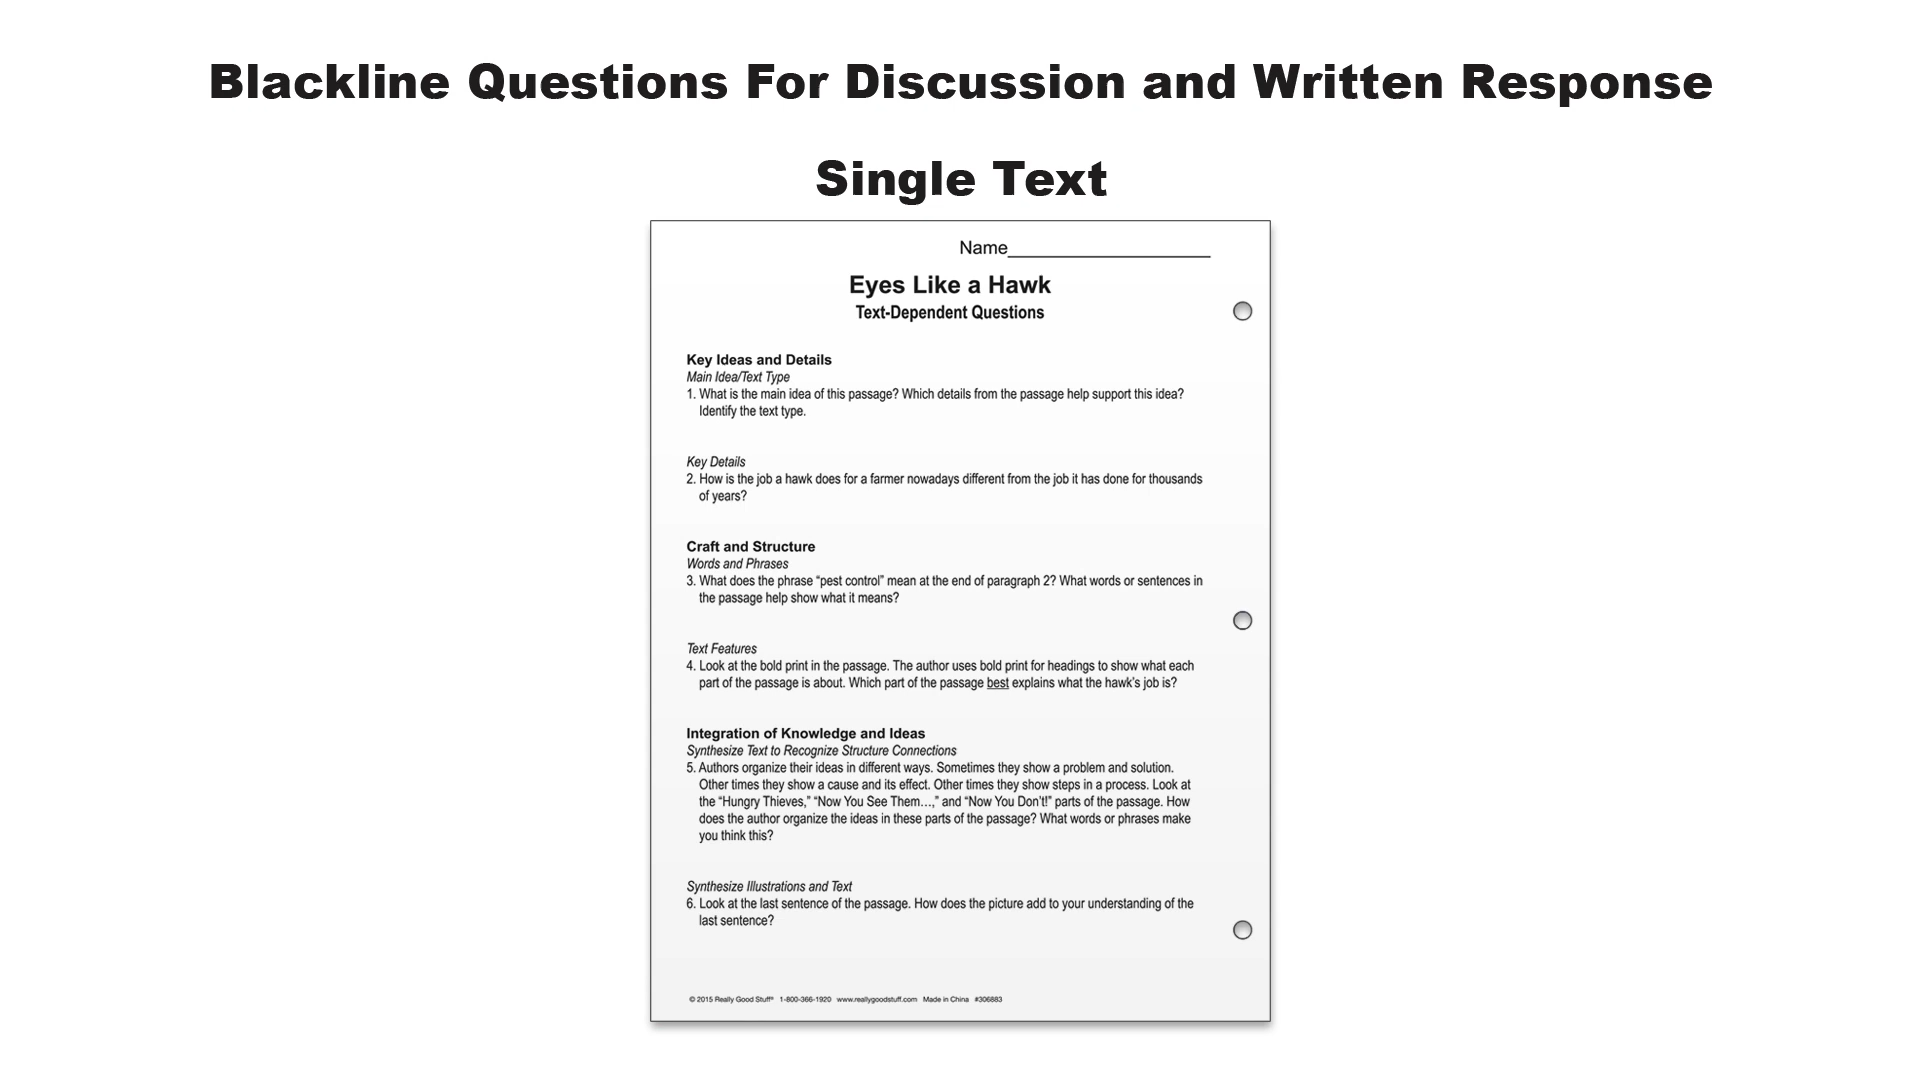 Blackline Questions For Discussion and Written Response
Single Text
Name
Eyes Like a Hawk
Text-Dependent Questions
Key Ideas and Details
Main Idea/Text Type
1. What is the main idea of this passage? Which details from the passage help support this idea?
Identify the text type.
Key Details
2. How is the job a hawk does for a farmer nowadays different from the job it has done for thousands
of years?
Craft and Structure
Words and Phrases
3. What does the phrase “pest control” mean at the end of paragraph 2? What words or sentences in
the passage help show what it means?
Text Features
4. Look at the bold print in the passage. The author uses bold print for headings to show what each
part of the passage is about. Which part of the passage best explains what the hawk’s job is?
Integration of Knowledge and Ideas
Synthesize Text to Recognize Structure Connections
5. Authors organize their ideas in different ways. Sometimes they show a problem and solution.
Other times they show a cause and its effect. Other times they show steps in a process. Look at
the “Hungry Thieves,” “Now You See Them…,” and “Now You Don’t!” parts of the passage. How
does the author organize the ideas in these parts of the passage? What words or phrases make
you think this?
Synthesize Illustrations and Text
6. Look at the last sentence of the passage. How does the picture add to your understanding of the
last sentence?
© 2015 Really Good Stuff® 1-800-366-1920 www.reallygoodstuff.com Made in China #306883